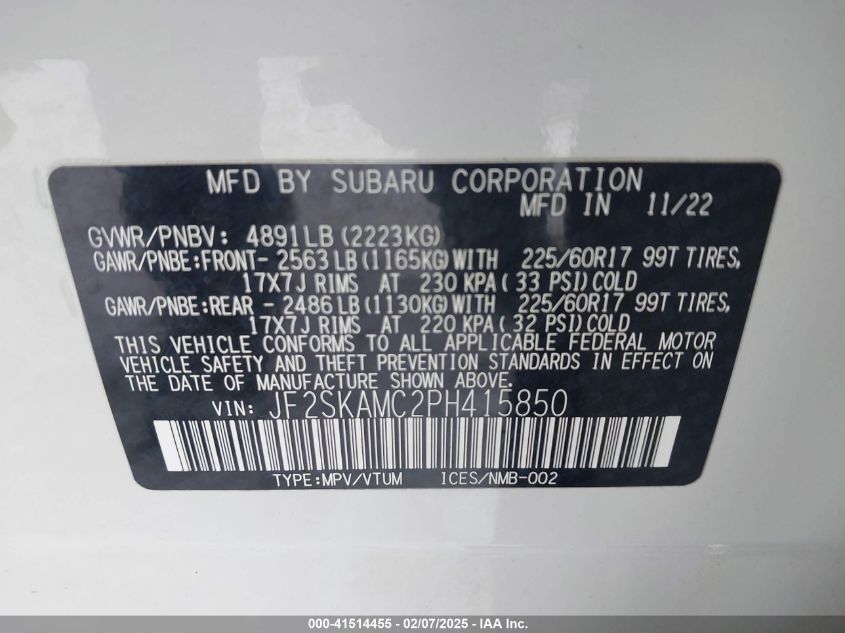 MFD BY SUBARU CORPORATION
MFD IN 11/22
GVWR/PNBV: 4891LB (2223KG)
GAWR/PNBE:FRONT- 2563LB (1165KG)WITH 225/60R17 99T TIRES,
17X7J RIMS AT 230 KPA( 33 PSI)COLD
GAWR/PNBE:REAR - 2486LB (1130KG)WITH 225/60R17 99T TIRES,
17X7J RIMS AT 220 KPA( 32 PSI)COLD
THIS VEHICLE CONFORMS TO ALL APPLICABLE FEDERAL MOTOR
VEHICLE SAFETY AND THEFT PREVENTION STANDARDS IN EFFECT ON
THE DATE OF MANUFACTURE SHOWN ABOVE.
VIN: JF2SKAMC2PH415850
TYPE:MPV/VTUM ICES/NMB-002
000-41514455 - 02/07/2025 - IAA Inc.